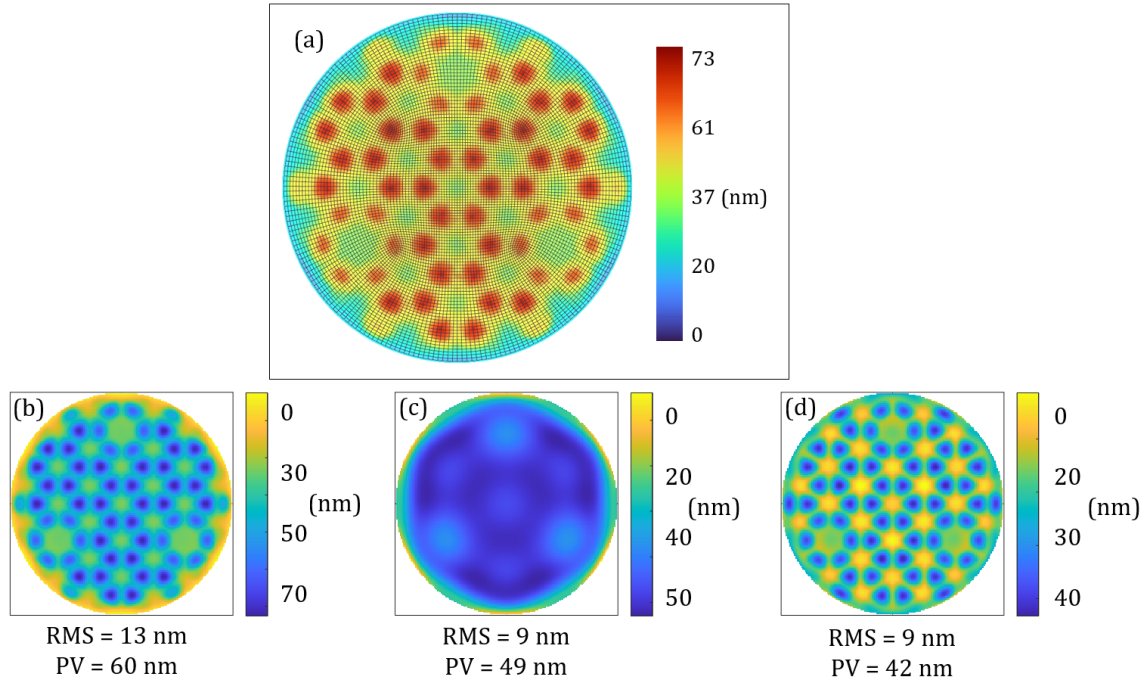 (a)
73
61
37 (nm)
20
0
(b)
0
30
50
70
(nm)
RMS = 13 nm
PV = 60 nm
(c)
0
20
40
50
(nm)
RMS = 9 nm
PV = 49 nm
(d)
0
20
30
40
(nm)
RMS = 9 nm
PV = 42 nm